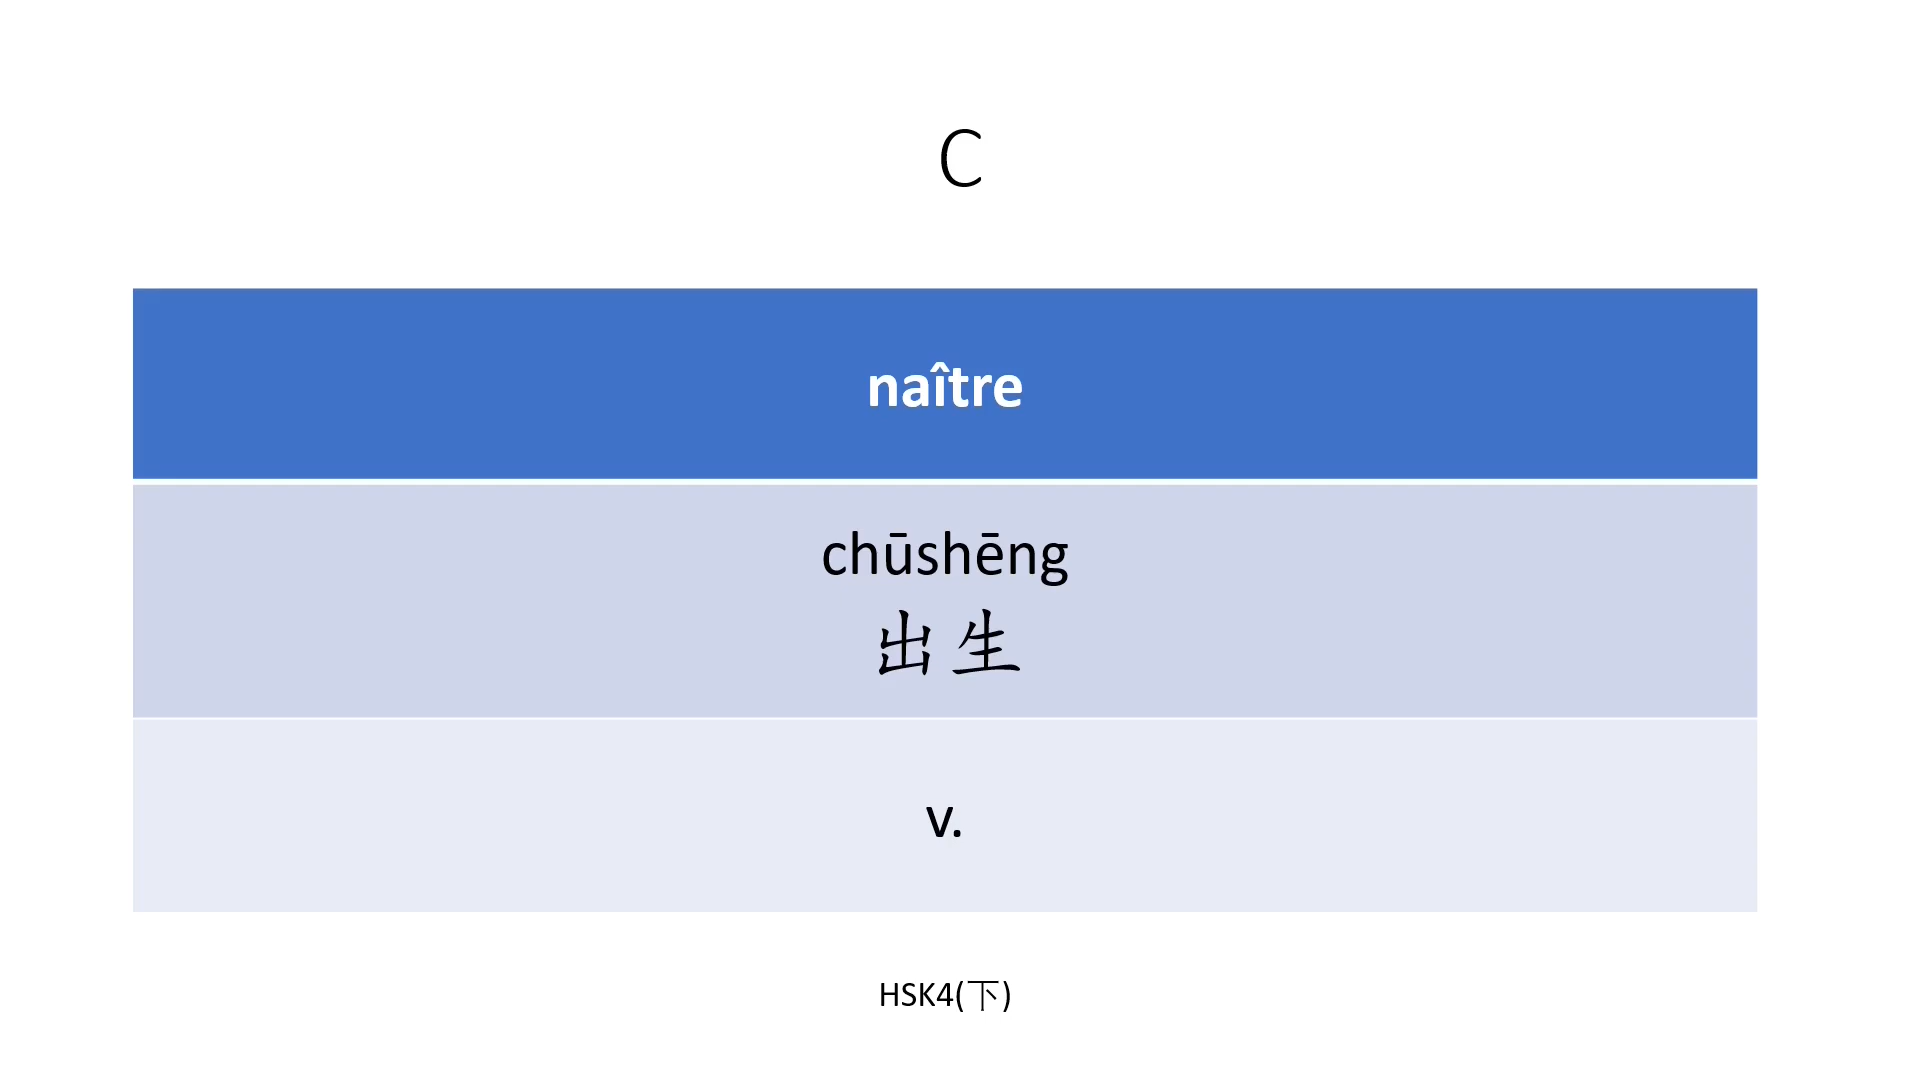 C
naître
chūshēng
出生
v.
HSK4(下)